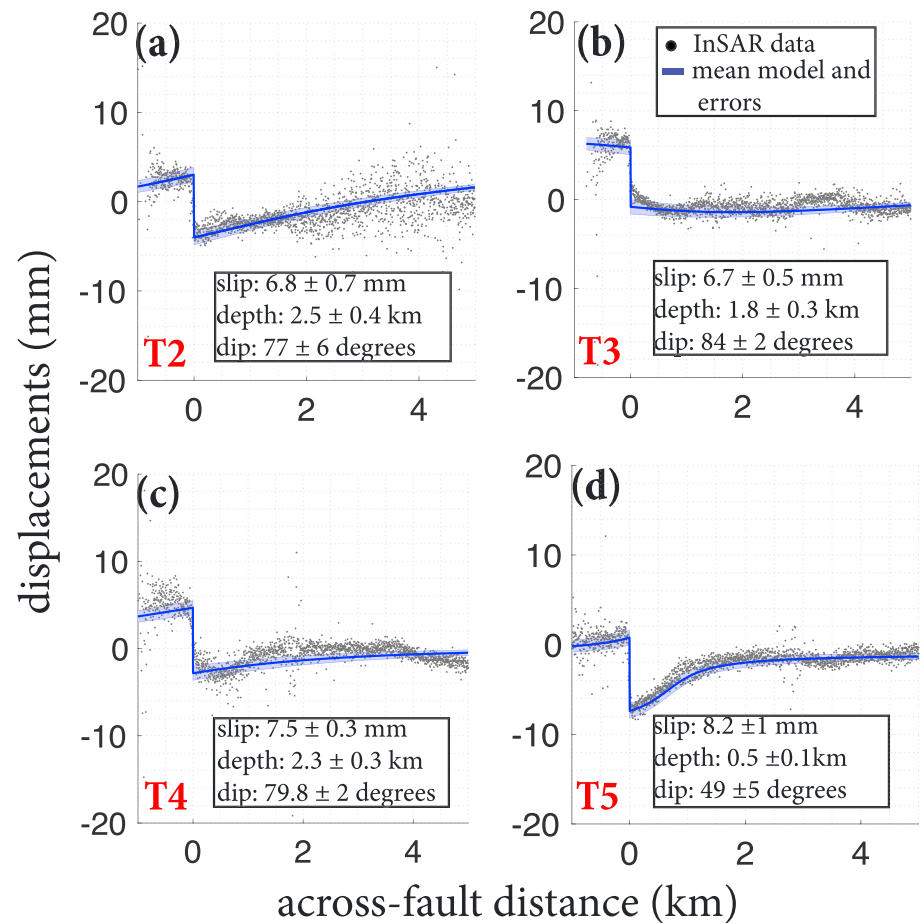 (a)
20
10
0
-10
-20
slip: 6.8 ± 0.7 mm
depth: 2.5 ± 0.4 km
dip: 77 ± 6 degrees
T2
0
2
4
(b)
InSAR data
mean model and
errors
20
10
0
-10
-20
slip: 6.7 ± 0.5 mm
depth: 1.8 ± 0.3 km
dip: 84 ± 2 degrees
T3
0
2
4
displacements (mm)
(c)
20
10
0
-10
-20
slip: 7.5 ± 0.3 mm
depth: 2.3 ± 0.3 km
dip: 79.8 ± 2 degrees
T4
0
2
4
(d)
20
10
0
-10
-20
slip: 8.2 ±1 mm
depth: 0.5 ±0.1km
dip: 49 ±5 degrees
T5
0
2
4
across-fault distance (km)